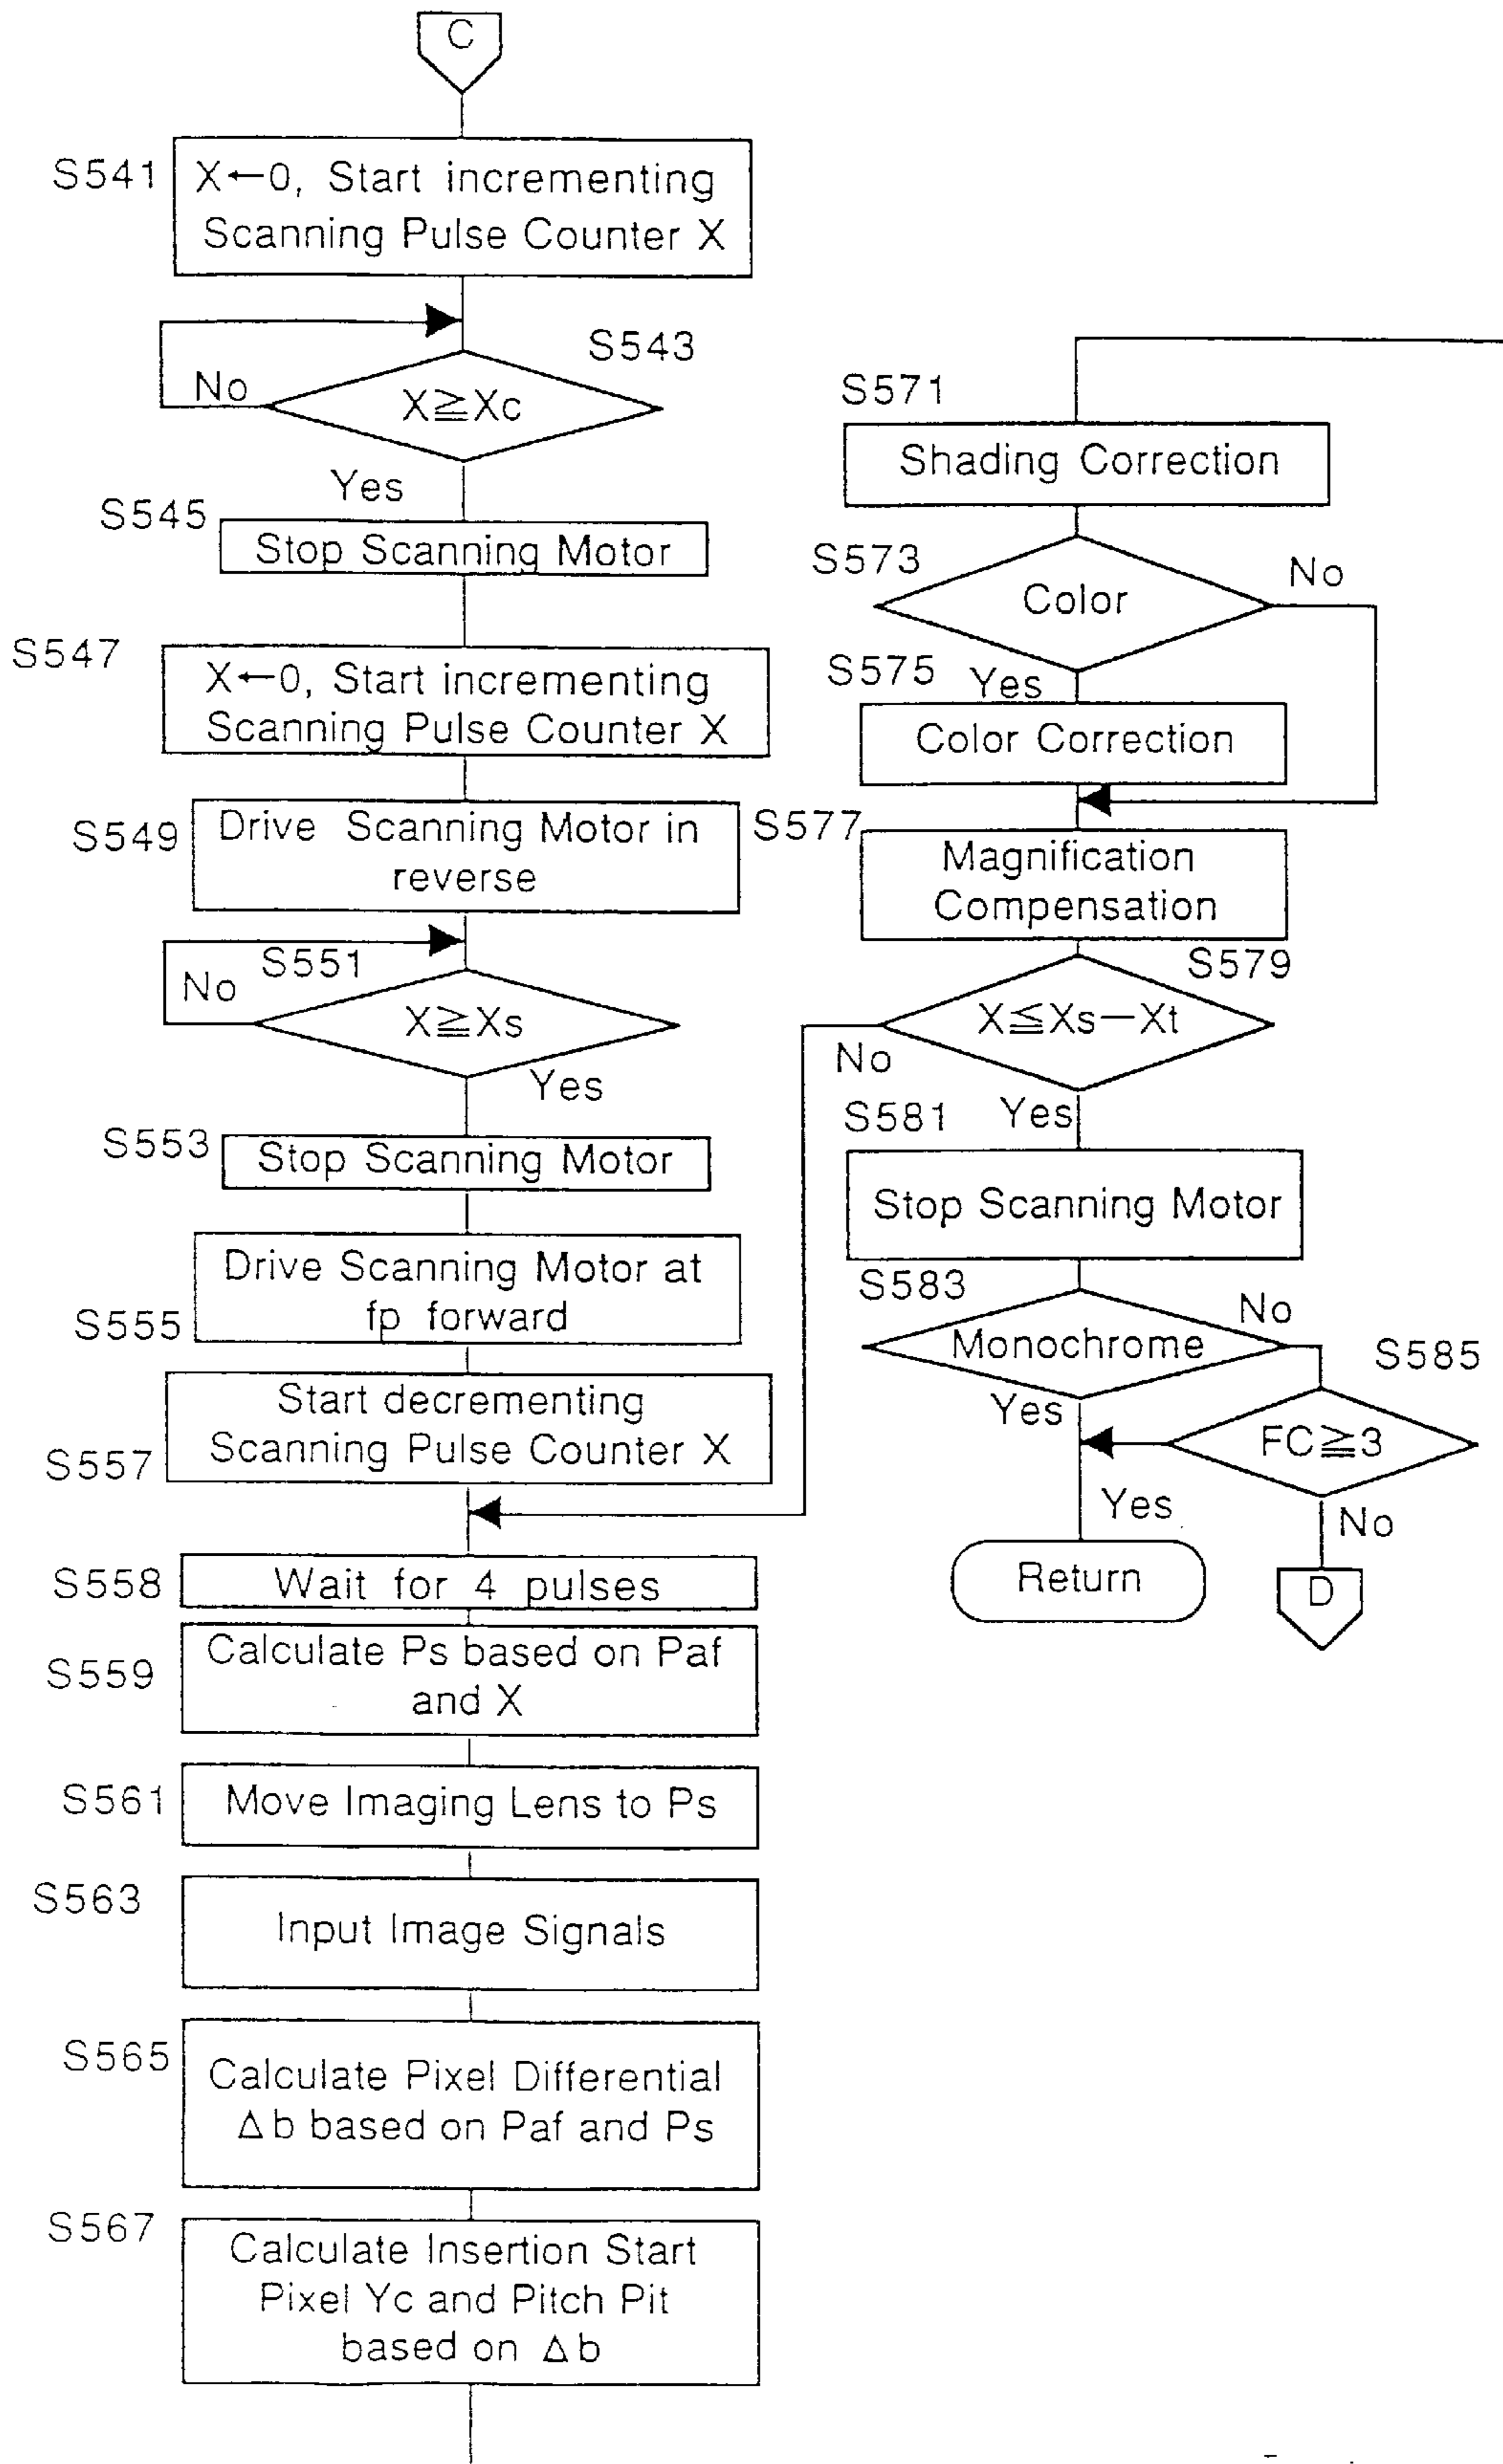 C
S541
X←0, Start incrementing
Scanning Pulse Counter X
S543
No
X≧Xc
Yes
S545
Stop Scanning Motor
S547
X←0, Start incrementing
Scanning Pulse Counter X
S549
Drive Scanning Motor in
reverse
S551
No
X≧Xs
Yes
S553
Stop Scanning Motor
Drive Scanning Motor at
fp forward
S555
Start decrementing
Scanning Pulse Counter X
S557
S558
Wait for 4 pulses
Calculate Ps based on Paf
and X
S559
S561
Move Imaging Lens to Ps
S563
Input Image Signals
S565
Calculate Pixel Differential
Δb based on Paf and Ps
S567
Calculate Insertion Start
Pixel Yc and Pitch Pit
based on Δb
S571
Shading Correction
S573
Color
No
S575
Yes
Color Correction
S577
Magnification
Compensation
S579
X≦Xs−Xt
No
S581
Yes
Stop Scanning Motor
S583
Monochrome
No
Yes
S585
FC≧3
Yes
No
Return
D